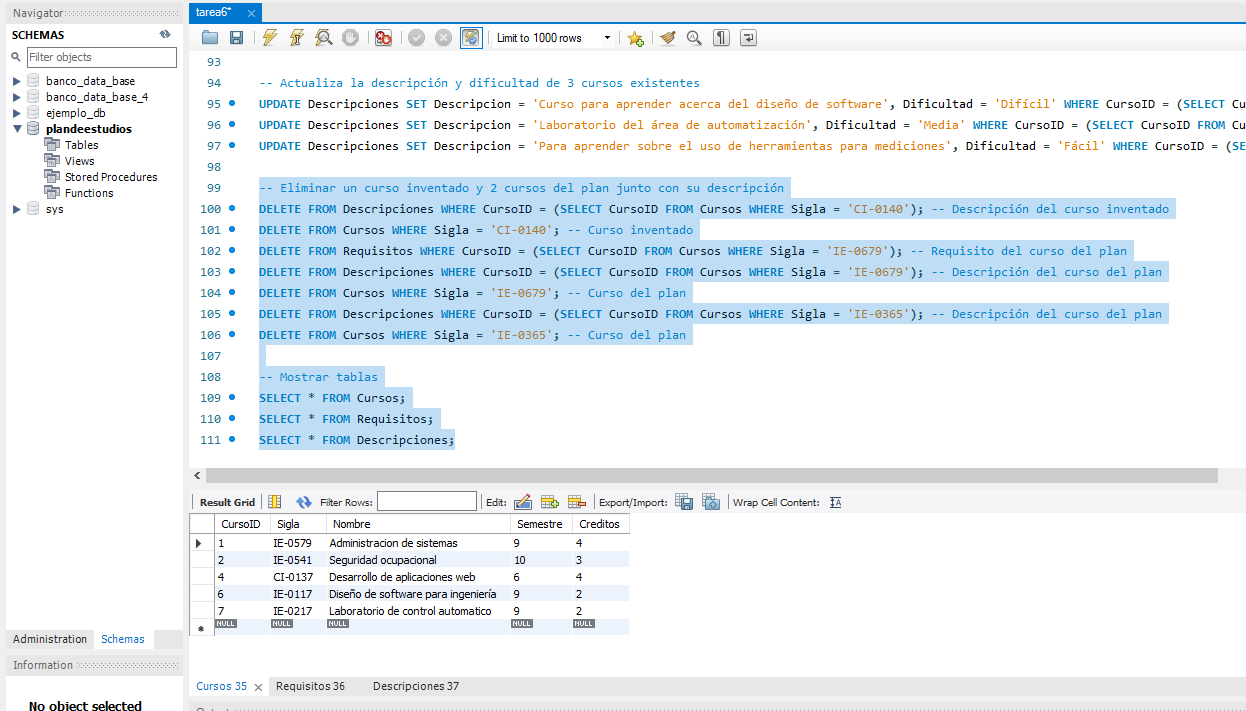 Navigator
SCHEMAS
Filter objects
banco_data_base
banco_data_base_4
ejemplo_db
plandeestudios
Tables
Views
Stored Procedures
Functions
sys
Administration Schemas
Information
No object selected
tarea6*
Limit to 1000 rows
93
94 -- Actualiza la descripción y dificultad de 3 cursos existentes
95 UPDATE Descripciones SET Descripcion = 'Curso para aprender acerca del diseño de software', Dificultad = 'Difícil' WHERE CursoID = (SELECT Cu
96 UPDATE Descripciones SET Descripcion = 'Laboratorio del área de automatización', Dificultad = 'Media' WHERE CursoID = (SELECT CursoID FROM Cu
97 UPDATE Descripciones SET Descripcion = 'Para aprender sobre el uso de herramientas para mediciones', Dificultad = 'Fácil' WHERE CursoID = (SE
98
99 -- Eliminar un curso inventado y 2 cursos del plan junto con su descripción
100 DELETE FROM Descripciones WHERE CursoID = (SELECT CursoID FROM Cursos WHERE Sigla = 'CI-0140'); -- Descripción del curso inventado
101 DELETE FROM Cursos WHERE Sigla = 'CI-0140'; -- Curso inventado
102 DELETE FROM Requisitos WHERE CursoID = (SELECT CursoID FROM Cursos WHERE Sigla = 'IE-0679'); -- Requisito del curso del plan
103 DELETE FROM Descripciones WHERE CursoID = (SELECT CursoID FROM Cursos WHERE Sigla = 'IE-0679'); -- Descripción del curso del plan
104 DELETE FROM Cursos WHERE Sigla = 'IE-0679'; -- Curso del plan
105 DELETE FROM Descripciones WHERE CursoID = (SELECT CursoID FROM Cursos WHERE Sigla = 'IE-0365'); -- Descripción del curso del plan
106 DELETE FROM Cursos WHERE Sigla = 'IE-0365'; -- Curso del plan
107
108 -- Mostrar tablas
109 SELECT * FROM Cursos;
110 SELECT * FROM Requisitos;
111 SELECT * FROM Descripciones;
Result Grid Filter Rows: Edit: Export/Import: Wrap Cell Content:
CursoID Sigla Nombre Semestre Creditos
1 IE-0579 Administracion de sistemas 9 4
2 IE-0541 Seguridad ocupacional 10 3
4 CI-0137 Desarrollo de aplicaciones web 6 4
6 IE-0117 Diseño de software para ingeniería 9 2
7 IE-0217 Laboratorio de control automatico 9 2
NULL NULL NULL NULL NULL
Cursos 35 Requisitos 36 Descripciones 37